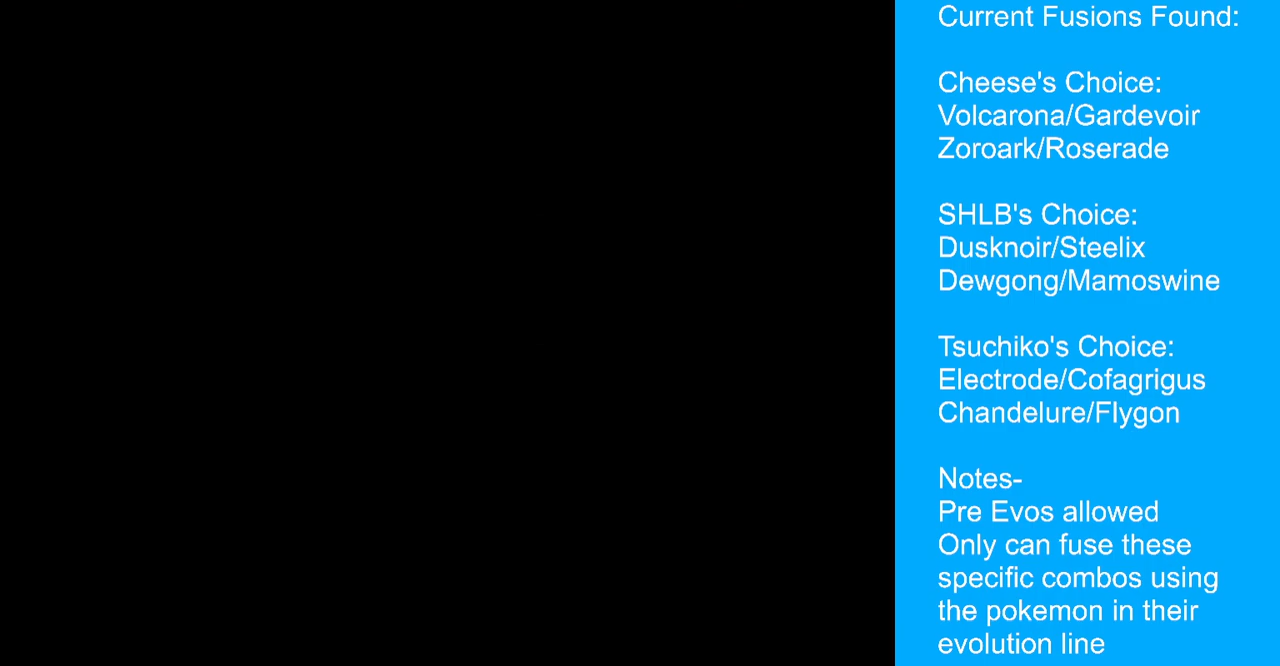 Current Fusions Found:
Cheese's Choice:
Volcarona/Gardevoir
Zoroark/Roserade
SHLB's Choice:
Dusknoir/Steelix
Dewgong/Mamoswine
Tsuchiko's Choice:
Electrode/Cofagrigus
Chandelure/Flygon
Notes-
Pre Evos allowed
Only can fuse these
specific combos using
the pokemon in their
evolution line